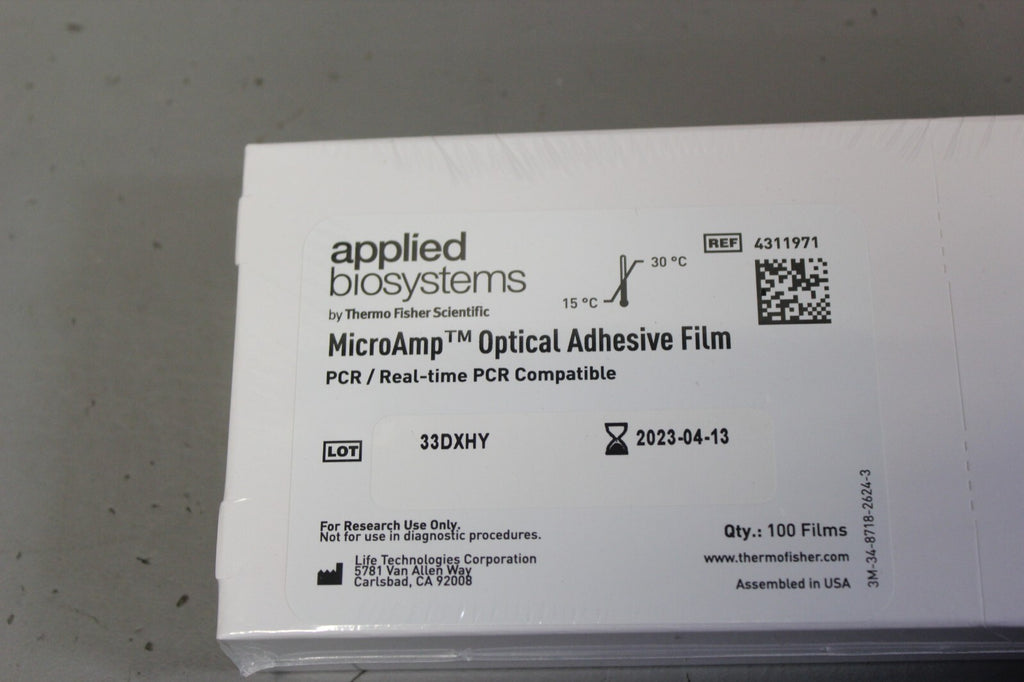 applied
biosystems
by Thermo Fisher Scientific
15 °C
30 °C
REF 4311971
MicroAmp™ Optical Adhesive Film
PCR / Real-time PCR Compatible
LOT 33DXHY 2023-04-13
For Research Use Only.
Not for use in diagnostic procedures.
Life Technologies Corporation
5781 Van Allen Way
Carlsbad, CA 92008
Qty.: 100 Films
www.thermofisher.com
Assembled in USA
3M-34-8718-2624-3